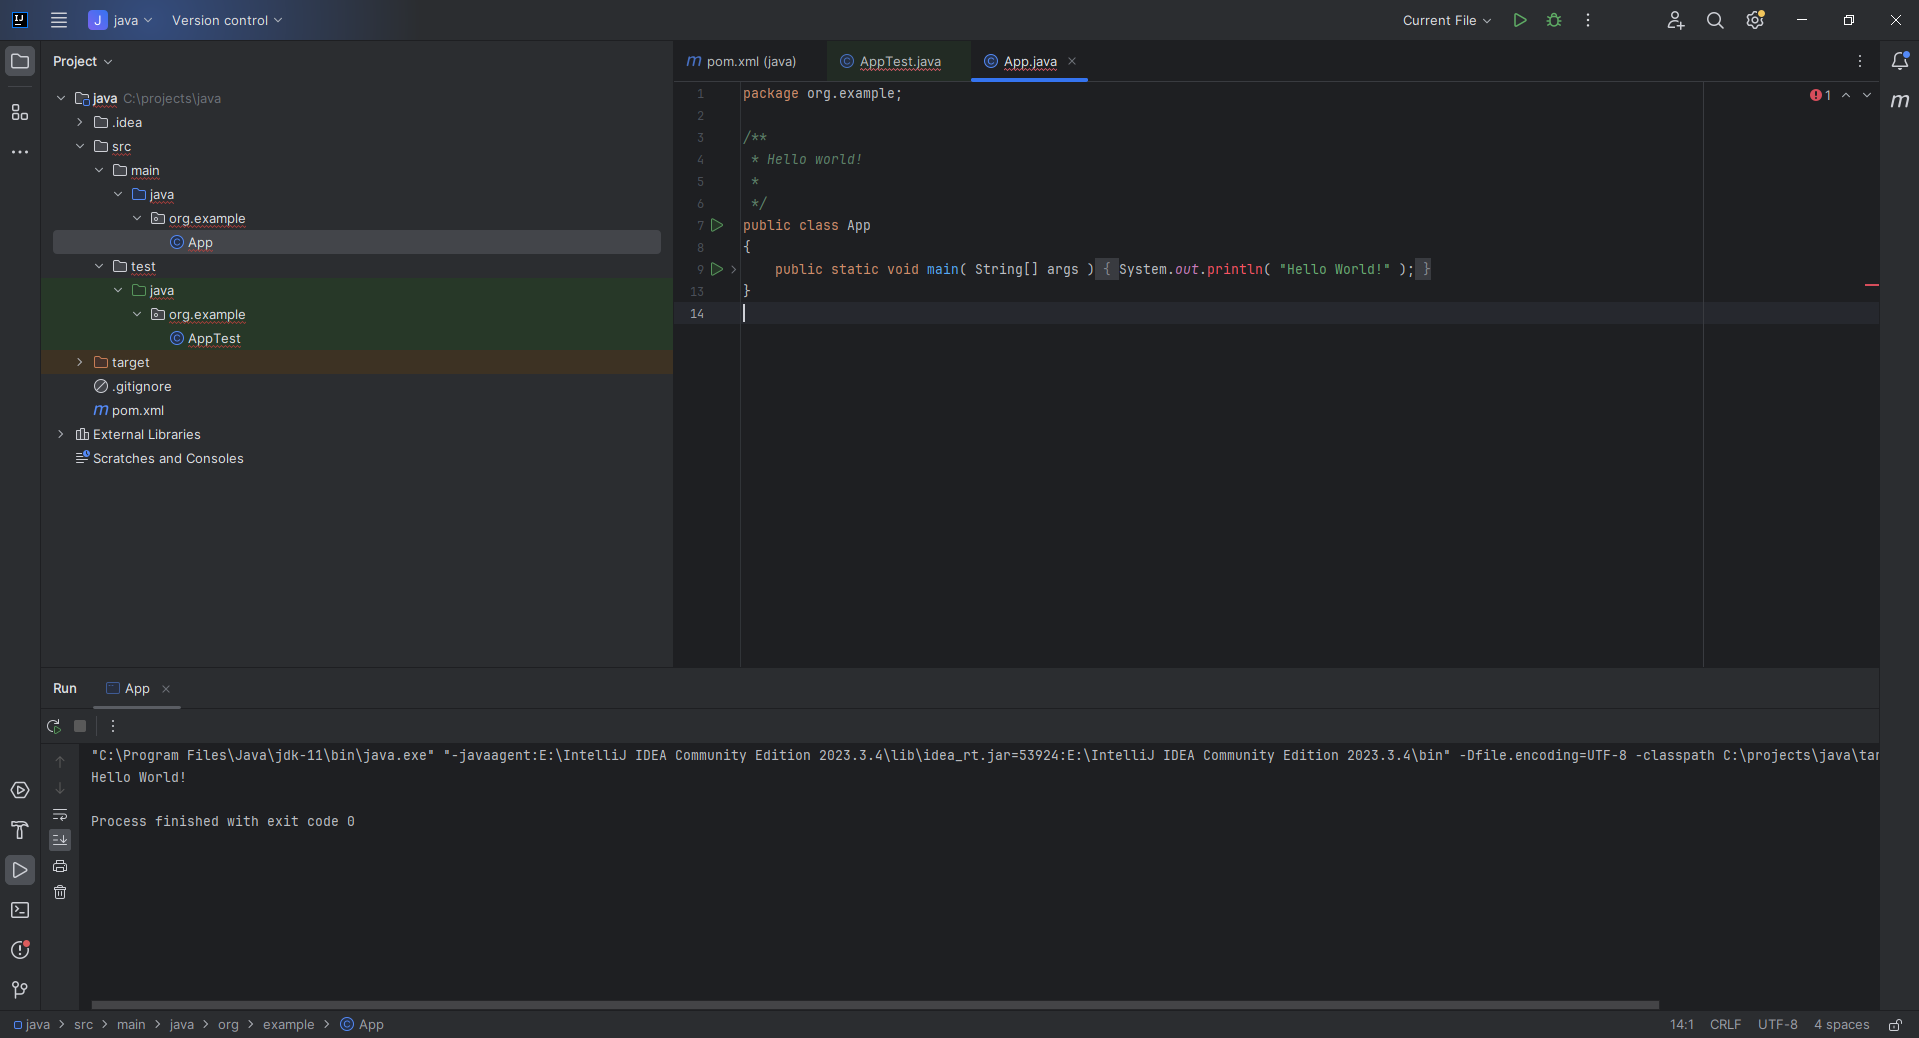 java
Version control
Current File
Project
pom.xml (java)
AppTest.java
App.java
java C:\projects\java
.idea
src
main
java
org.example
App
test
java
org.example
AppTest
target
.gitignore
m pom.xml
External Libraries
Scratches and Consoles
1 package org.example;
2
3 /**
4 * Hello world!
5 *
6 */
7 public class App
8 {
9 public static void main( String[] args ) { System.out.println( "Hello World!" ); }
13 }
14
1
m
Run
App
"C:\Program Files\Java\jdk-11\bin\java.exe" "-javaagent:E:\IntelliJ IDEA Community Edition 2023.3.4\lib\idea_rt.jar=53924:E:\IntelliJ IDEA Community Edition 2023.3.4\bin" -Dfile.encoding=UTF-8 -classpath C:\projects\java\tar
Hello World!
Process finished with exit code 0
java > src > main > java > org > example > App
14:1 CRLF UTF-8 4 spaces